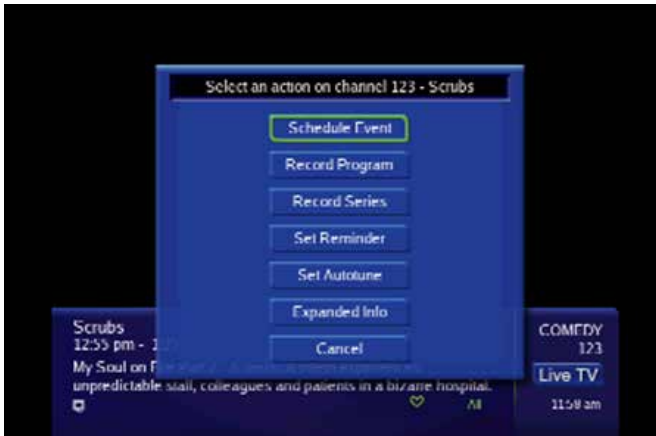 Select an action on channel 123 - Scrubs
Schedule Event
Record Program
Record Series
Set Reminder
Set Autotune
Expanded Info
Cancel
Scrubs
12:55 pm - 1
My Soul on
unpredictable staff, colleagues and patients in a bizarre hospital.
All
COMEDY
123
Live TV
11:58 am